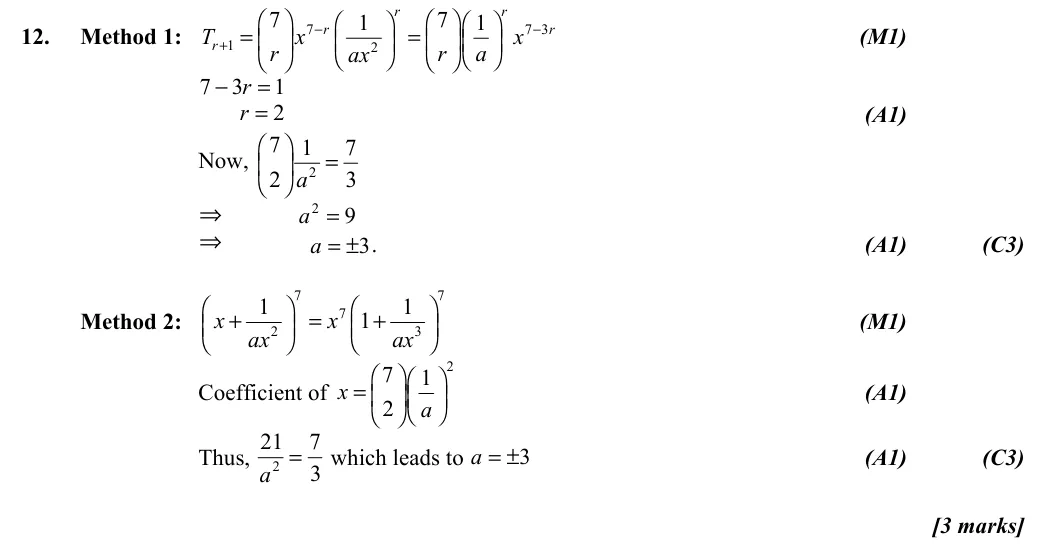 12. Method 1: $T_{r+1} = \binom{7}{r} x^{7-r} \left(\frac{1}{ax^2}\right)^r = \binom{7}{r} \left(\frac{1}{a}\right)^r x^{7-3r}$ (M1)
$7 - 3r = 1$
$r = 2$ (A1)
Now, $\binom{7}{2} \frac{1}{a^2} = \frac{7}{3}$
⇒ $a^2 = 9$
⇒ $a = \pm 3$. (A1) (C3)
Method 2: $\left(x + \frac{1}{ax^2}\right)^7 = x^7 \left(1 + \frac{1}{ax^3}\right)^7$ (M1)
Coefficient of $x = \binom{7}{2} \left(\frac{1}{a}\right)^2$ (A1)
Thus, $\frac{21}{a^2} = \frac{7}{3}$ which leads to $a = \pm 3$ (A1) (C3)
[3 marks]